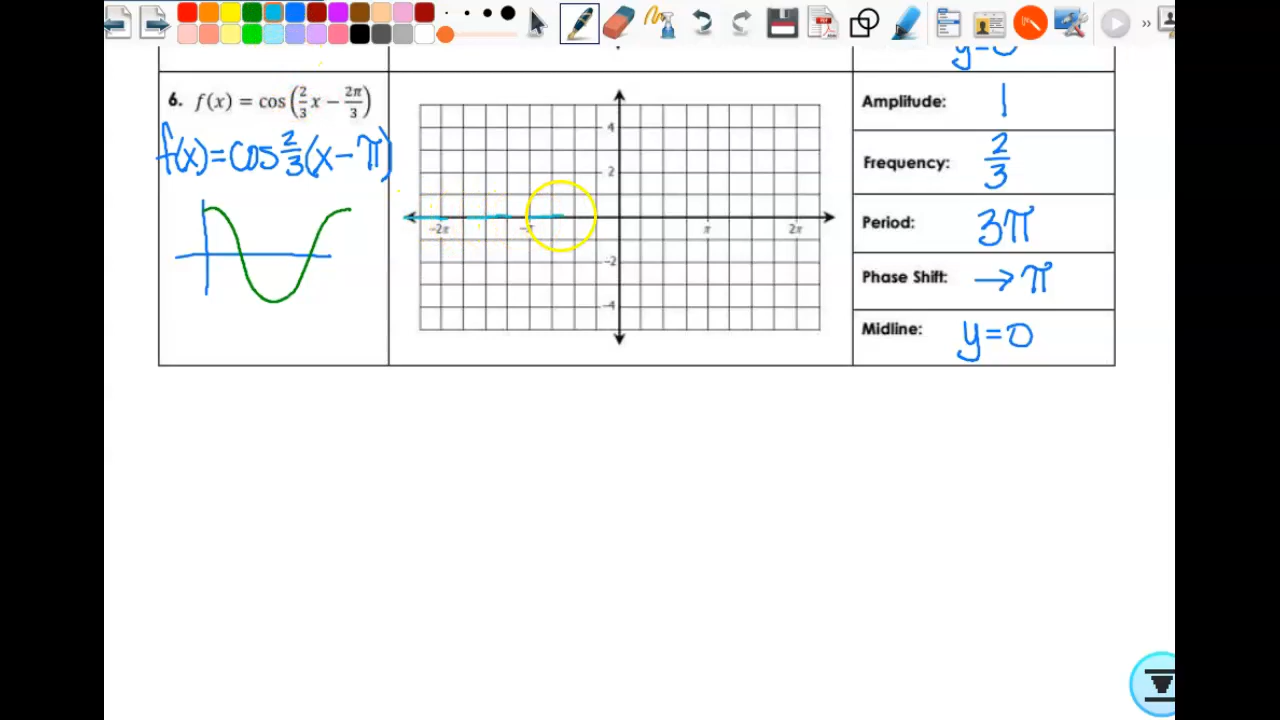 y=0
6. f(x) = cos(2/3 x − 2π/3)
f(x)=cos 2/3(x−π)
4
2
−2π
−π
π
2π
−2
−4
Amplitude: 1
Frequency: 2/3
Period: 3π
Phase Shift: → π
Midline: y=0